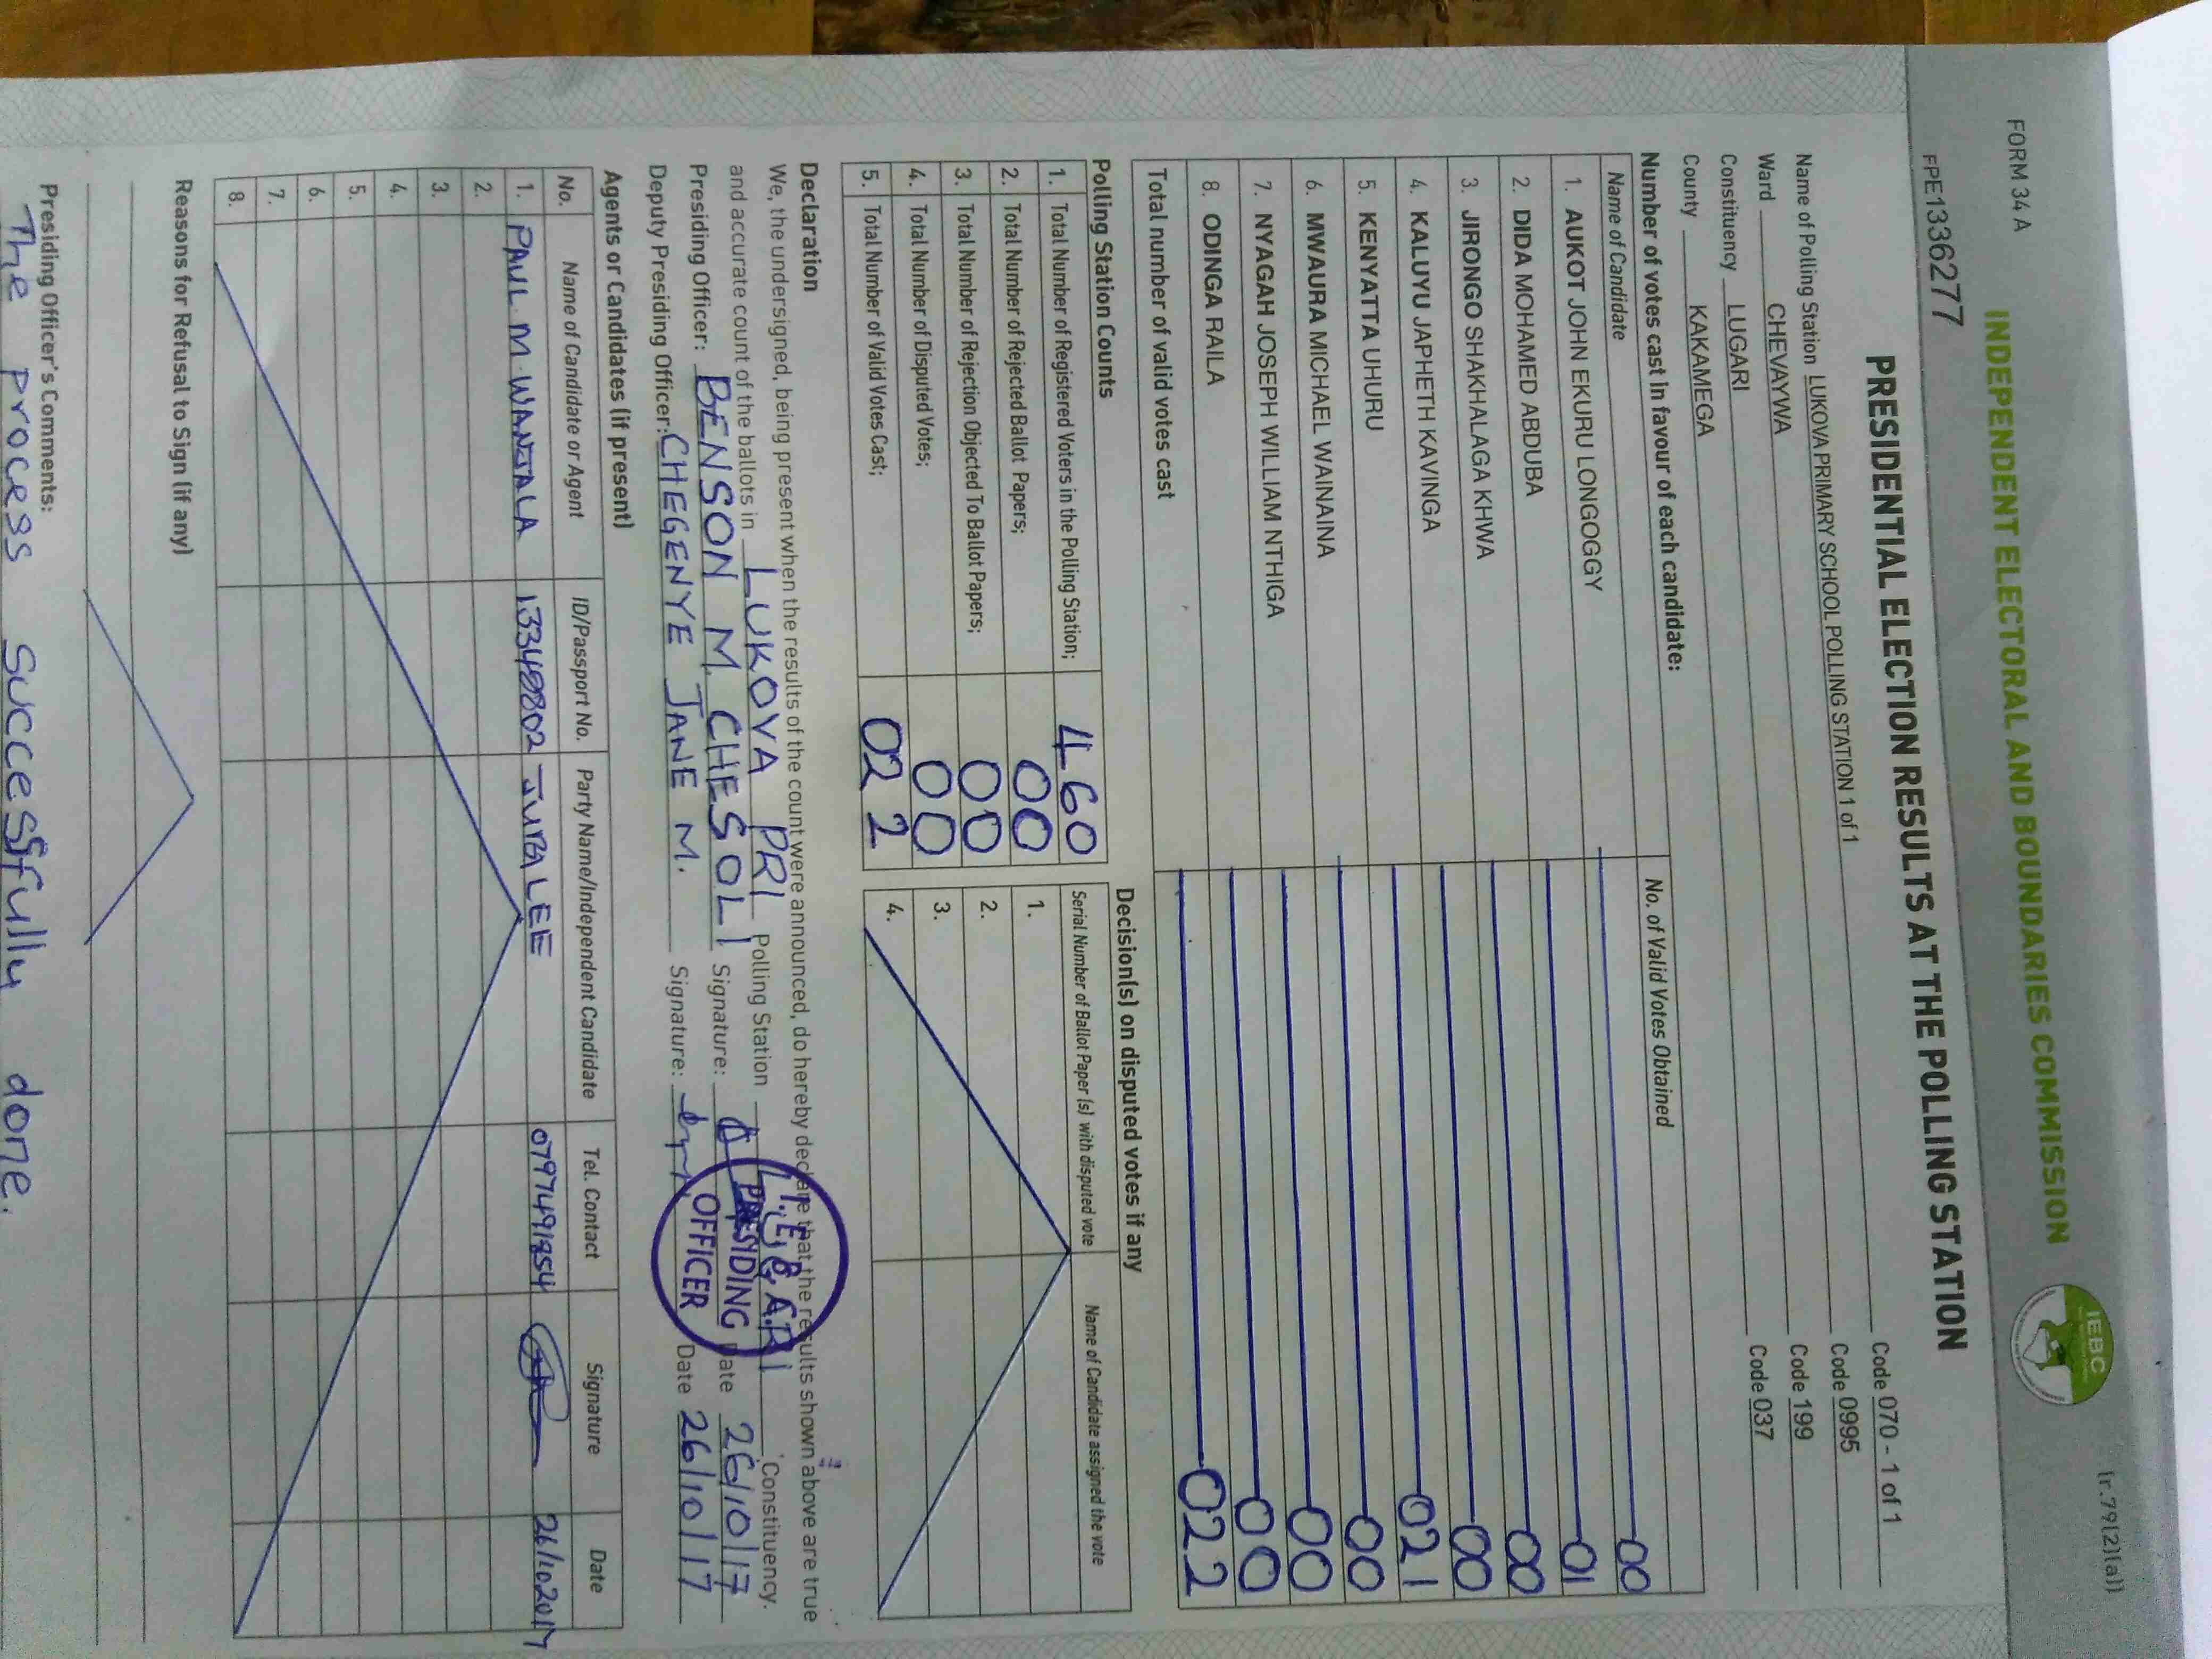 FORM 34 A
(r.79(2)(a))
INDEPENDENT ELECTORAL AND BOUNDARIES COMMISSION
IEBC
FPE1336277
PRESIDENTIAL ELECTION RESULTS AT THE POLLING STATION
Name of Polling Station LUKOVA PRIMARY SCHOOL POLLING STATION 1 of 1 Code 070 - 1 of 1
Ward CHEVAYWA Code 0995
Constituency LUGARI Code 199
County KAKAMEGA Code 037
Number of votes cast in favour of each candidate:
Name of Candidate No. of Valid Votes Obtained
1. AUKOT JOHN EKURU LONGOGGY 00
2. DIDA MOHAMED ABDUBA 01
3. JIRONGO SHAKHALAGA KHWA 00
4. KALUYU JAPHETH KAVINGA 00
5. KENYATTA UHURU 021
6. MWAURA MICHAEL WAINAINA 00
7. NYAGAH JOSEPH WILLIAM NTHIGA 00
8. ODINGA RAILA 00
Total number of valid votes cast 022
Polling Station Counts
1. Total Number of Registered Voters in the Polling Station; 460
2. Total Number of Rejected Ballot Papers; 00
3. Total Number of Rejection Objected To Ballot Papers; 00
4. Total Number of Disputed Votes; 00
5. Total Number of Valid Votes Cast; 022
Decision(s) on disputed votes if any
Serial Number of Ballot Paper (s) with disputed vote Name of Candidate assigned the vote
1.
2.
3.
4.
Declaration
We, the undersigned, being present when the results of the count were announced, do hereby declare that the results shown above are true
and accurate count of the ballots in LUKOVA PRI Polling Station LUGARI Constituency.
Presiding Officer: BENSON M. CHESOLI Signature: Date 26/10/17
Deputy Presiding Officer: CHEGENYE JANE M. Signature: Date 26/10/17
PRESIDING
OFFICER
Agents or Candidates (if present)
No. Name of Candidate or Agent ID/Passport No. Party Name/Independent Candidate Tel. Contact Signature Date
1. PAUL M. WANJALA JUBALEE 26/10/2017
2.
3.
4.
5.
6.
7.
8.
Reasons for Refusal to Sign (if any)
Presiding Officer's Comments:
The process successfully done.